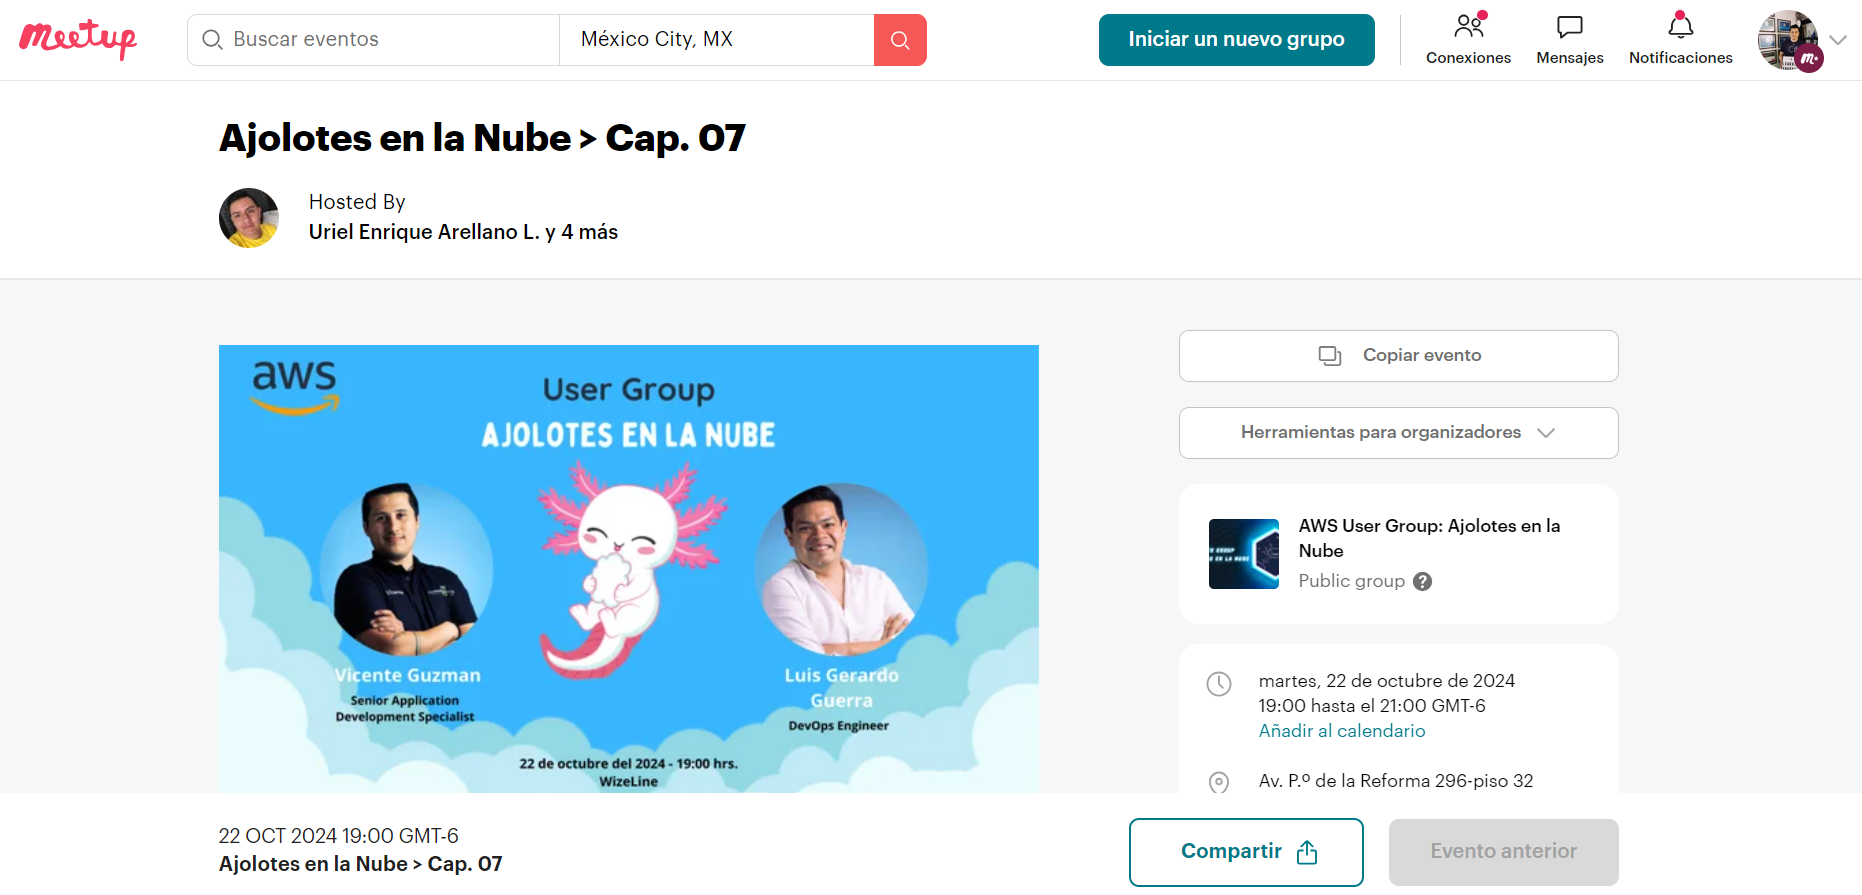 meetup
Buscar eventos
México City, MX
Iniciar un nuevo grupo
Conexiones
Mensajes
Notificaciones
Ajolotes en la Nube > Cap. 07
Hosted By
Uriel Enrique Arellano L. y 4 más
aws
User Group
AJOLOTES EN LA NUBE
Vicente Guzman
Senior Application
Development Specialist
Luis Gerardo
Guerra
DevOps Engineer
22 de octubre del 2024 - 19:00 hrs.
WizeLine
Copiar evento
Herramientas para organizadores
AWS User Group: Ajolotes en la
Nube
Public group
martes, 22 de octubre de 2024
19:00 hasta el 21:00 GMT-6
Añadir al calendario
Av. P.º de la Reforma 296-piso 32
22 OCT 2024 19:00 GMT-6
Ajolotes en la Nube > Cap. 07
Compartir
Evento anterior